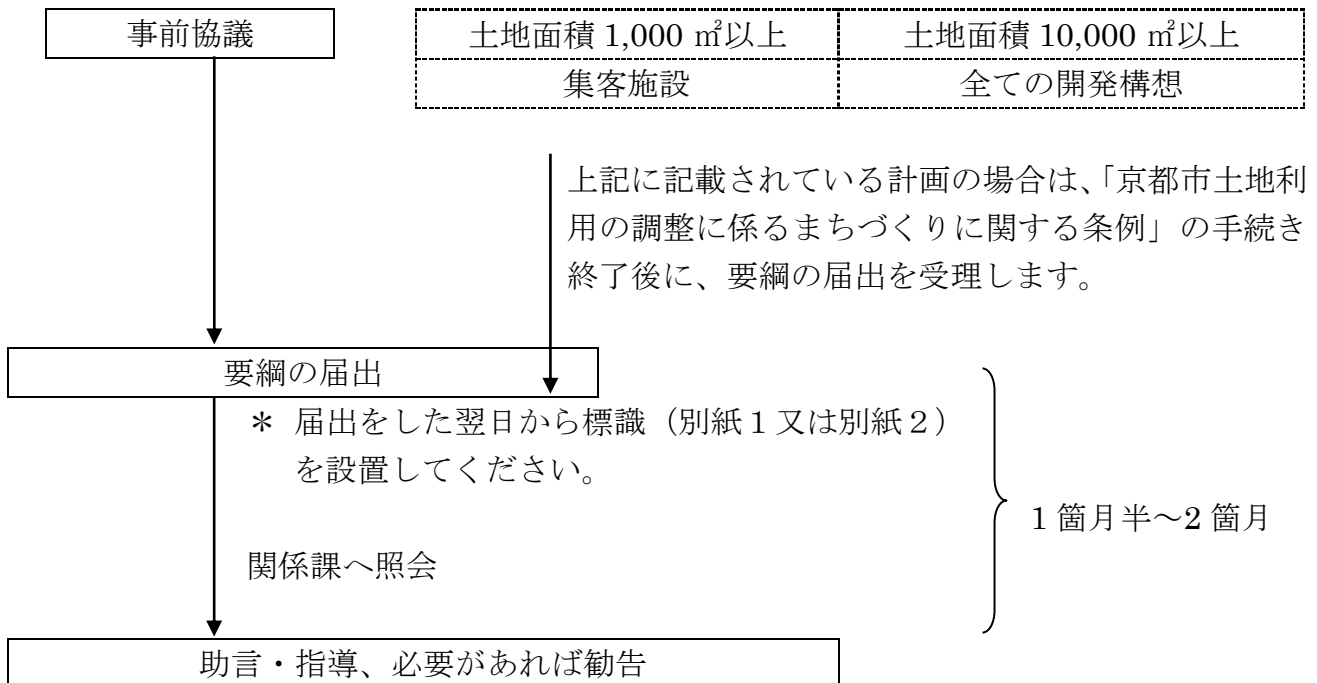 事前協議
土地面積 1,000 ㎡以上
土地面積 10,000 ㎡以上
集客施設
全ての開発構想
上記に記載されている計画の場合は、「京都市土地利
用の調整に係るまちづくりに関する条例」の手続き
終了後に、要綱の届出を受理します。
要綱の届出
＊ 届出をした翌日から標識（別紙１又は別紙２）
を設置してください。
1 箇月半～2 箇月
関係課へ照会
助言・指導、必要があれば勧告